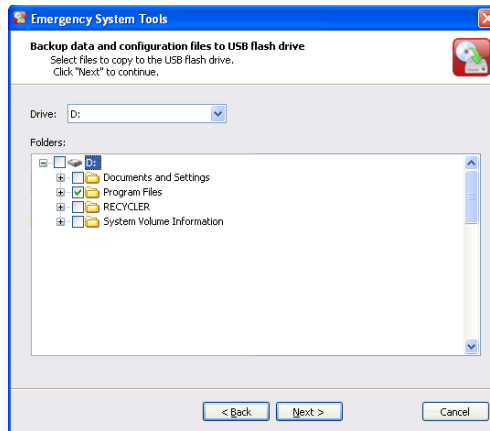 Emergency System Tools
Backup data and configuration files to USB flash drive
Select files to copy to the USB flash drive.
Click "Next" to continue.
Drive: D:
Folders:
D:
Documents and Settings
Program Files
RECYCLER
System Volume Information
< Back Next > Cancel